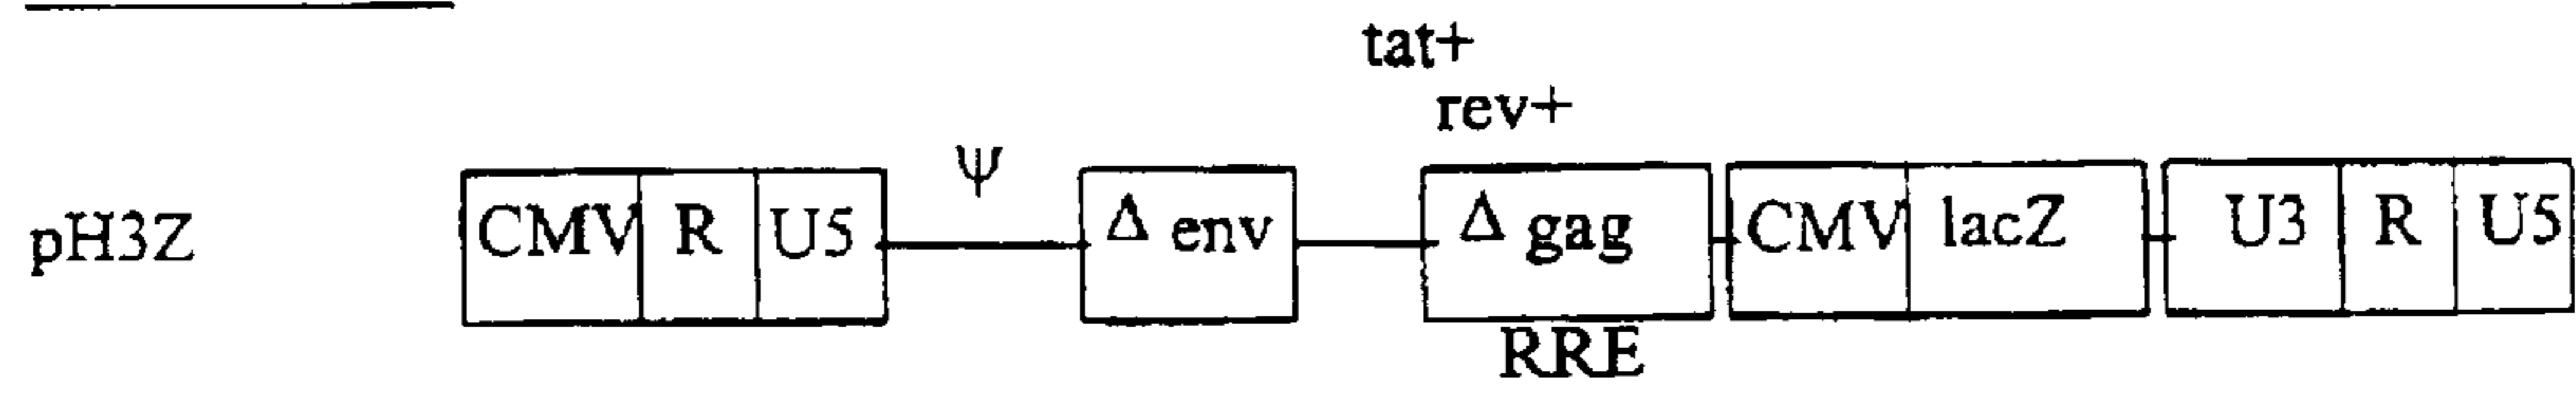 tat+
rev+
ψ
pH3Z CMV R U5 Δ env Δ gag CMV lacZ U3 R U5
RRE